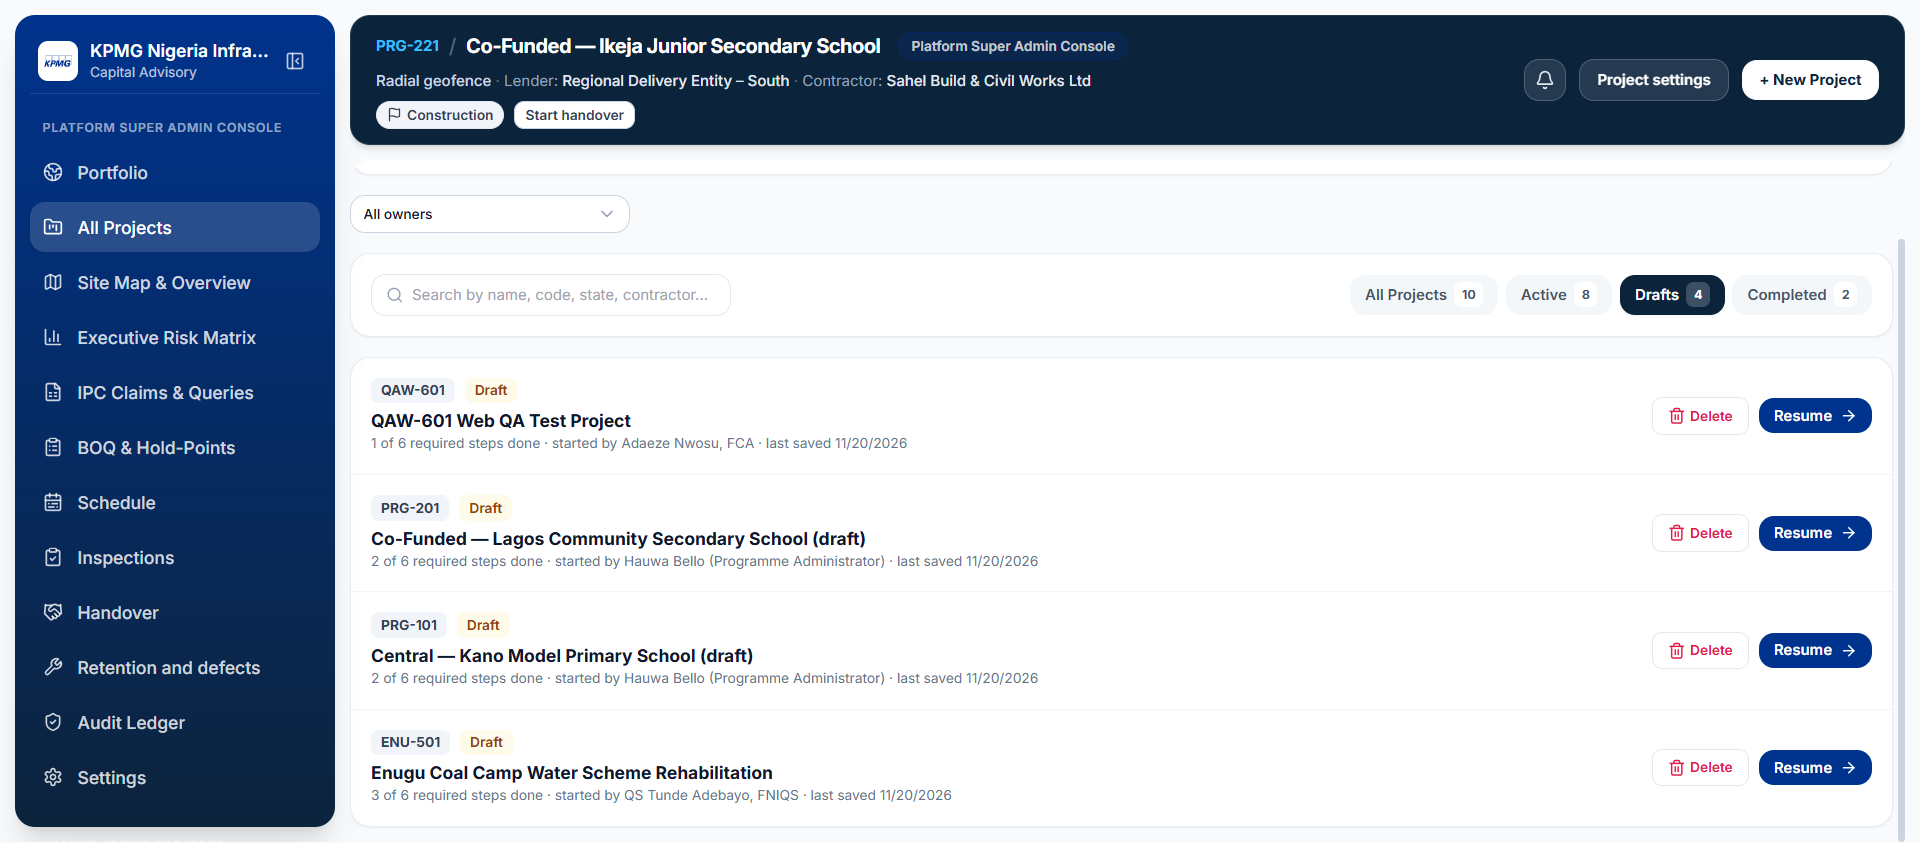 KPMG
KPMG Nigeria Infra...
Capital Advisory
PLATFORM SUPER ADMIN CONSOLE
Portfolio
All Projects
Site Map & Overview
Executive Risk Matrix
IPC Claims & Queries
BOQ & Hold-Points
Schedule
Inspections
Handover
Retention and defects
Audit Ledger
Settings
PRG-221 / Co-Funded — Ikeja Junior Secondary School Platform Super Admin Console
Radial geofence · Lender: Regional Delivery Entity – South · Contractor: Sahel Build & Civil Works Ltd
Construction Start handover
Project settings + New Project
All owners
Search by name, code, state, contractor...
All Projects 10 Active 8 Drafts 4 Completed 2
QAW-601 Draft
QAW-601 Web QA Test Project
1 of 6 required steps done · started by Adaeze Nwosu, FCA · last saved 11/20/2026
Delete Resume →
PRG-201 Draft
Co-Funded — Lagos Community Secondary School (draft)
2 of 6 required steps done · started by Hauwa Bello (Programme Administrator) · last saved 11/20/2026
Delete Resume →
PRG-101 Draft
Central — Kano Model Primary School (draft)
2 of 6 required steps done · started by Hauwa Bello (Programme Administrator) · last saved 11/20/2026
Delete Resume →
ENU-501 Draft
Enugu Coal Camp Water Scheme Rehabilitation
3 of 6 required steps done · started by QS Tunde Adebayo, FNIQS · last saved 11/20/2026
Delete Resume →